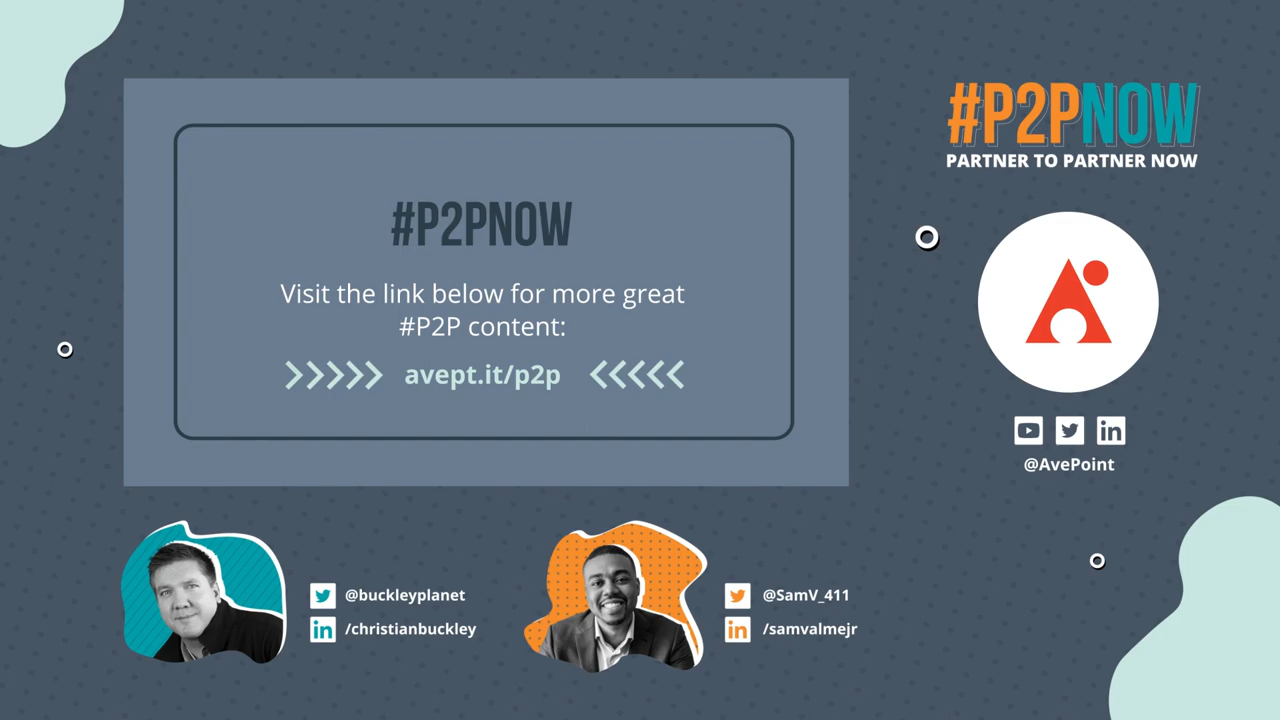 #P2PNOW
Visit the link below for more great
#P2P content:
avept.it/p2p
#P2PNOW
PARTNER TO PARTNER NOW
@AvePoint
@buckleyplanet
/christianbuckley
@SamV_411
/samvalmejr